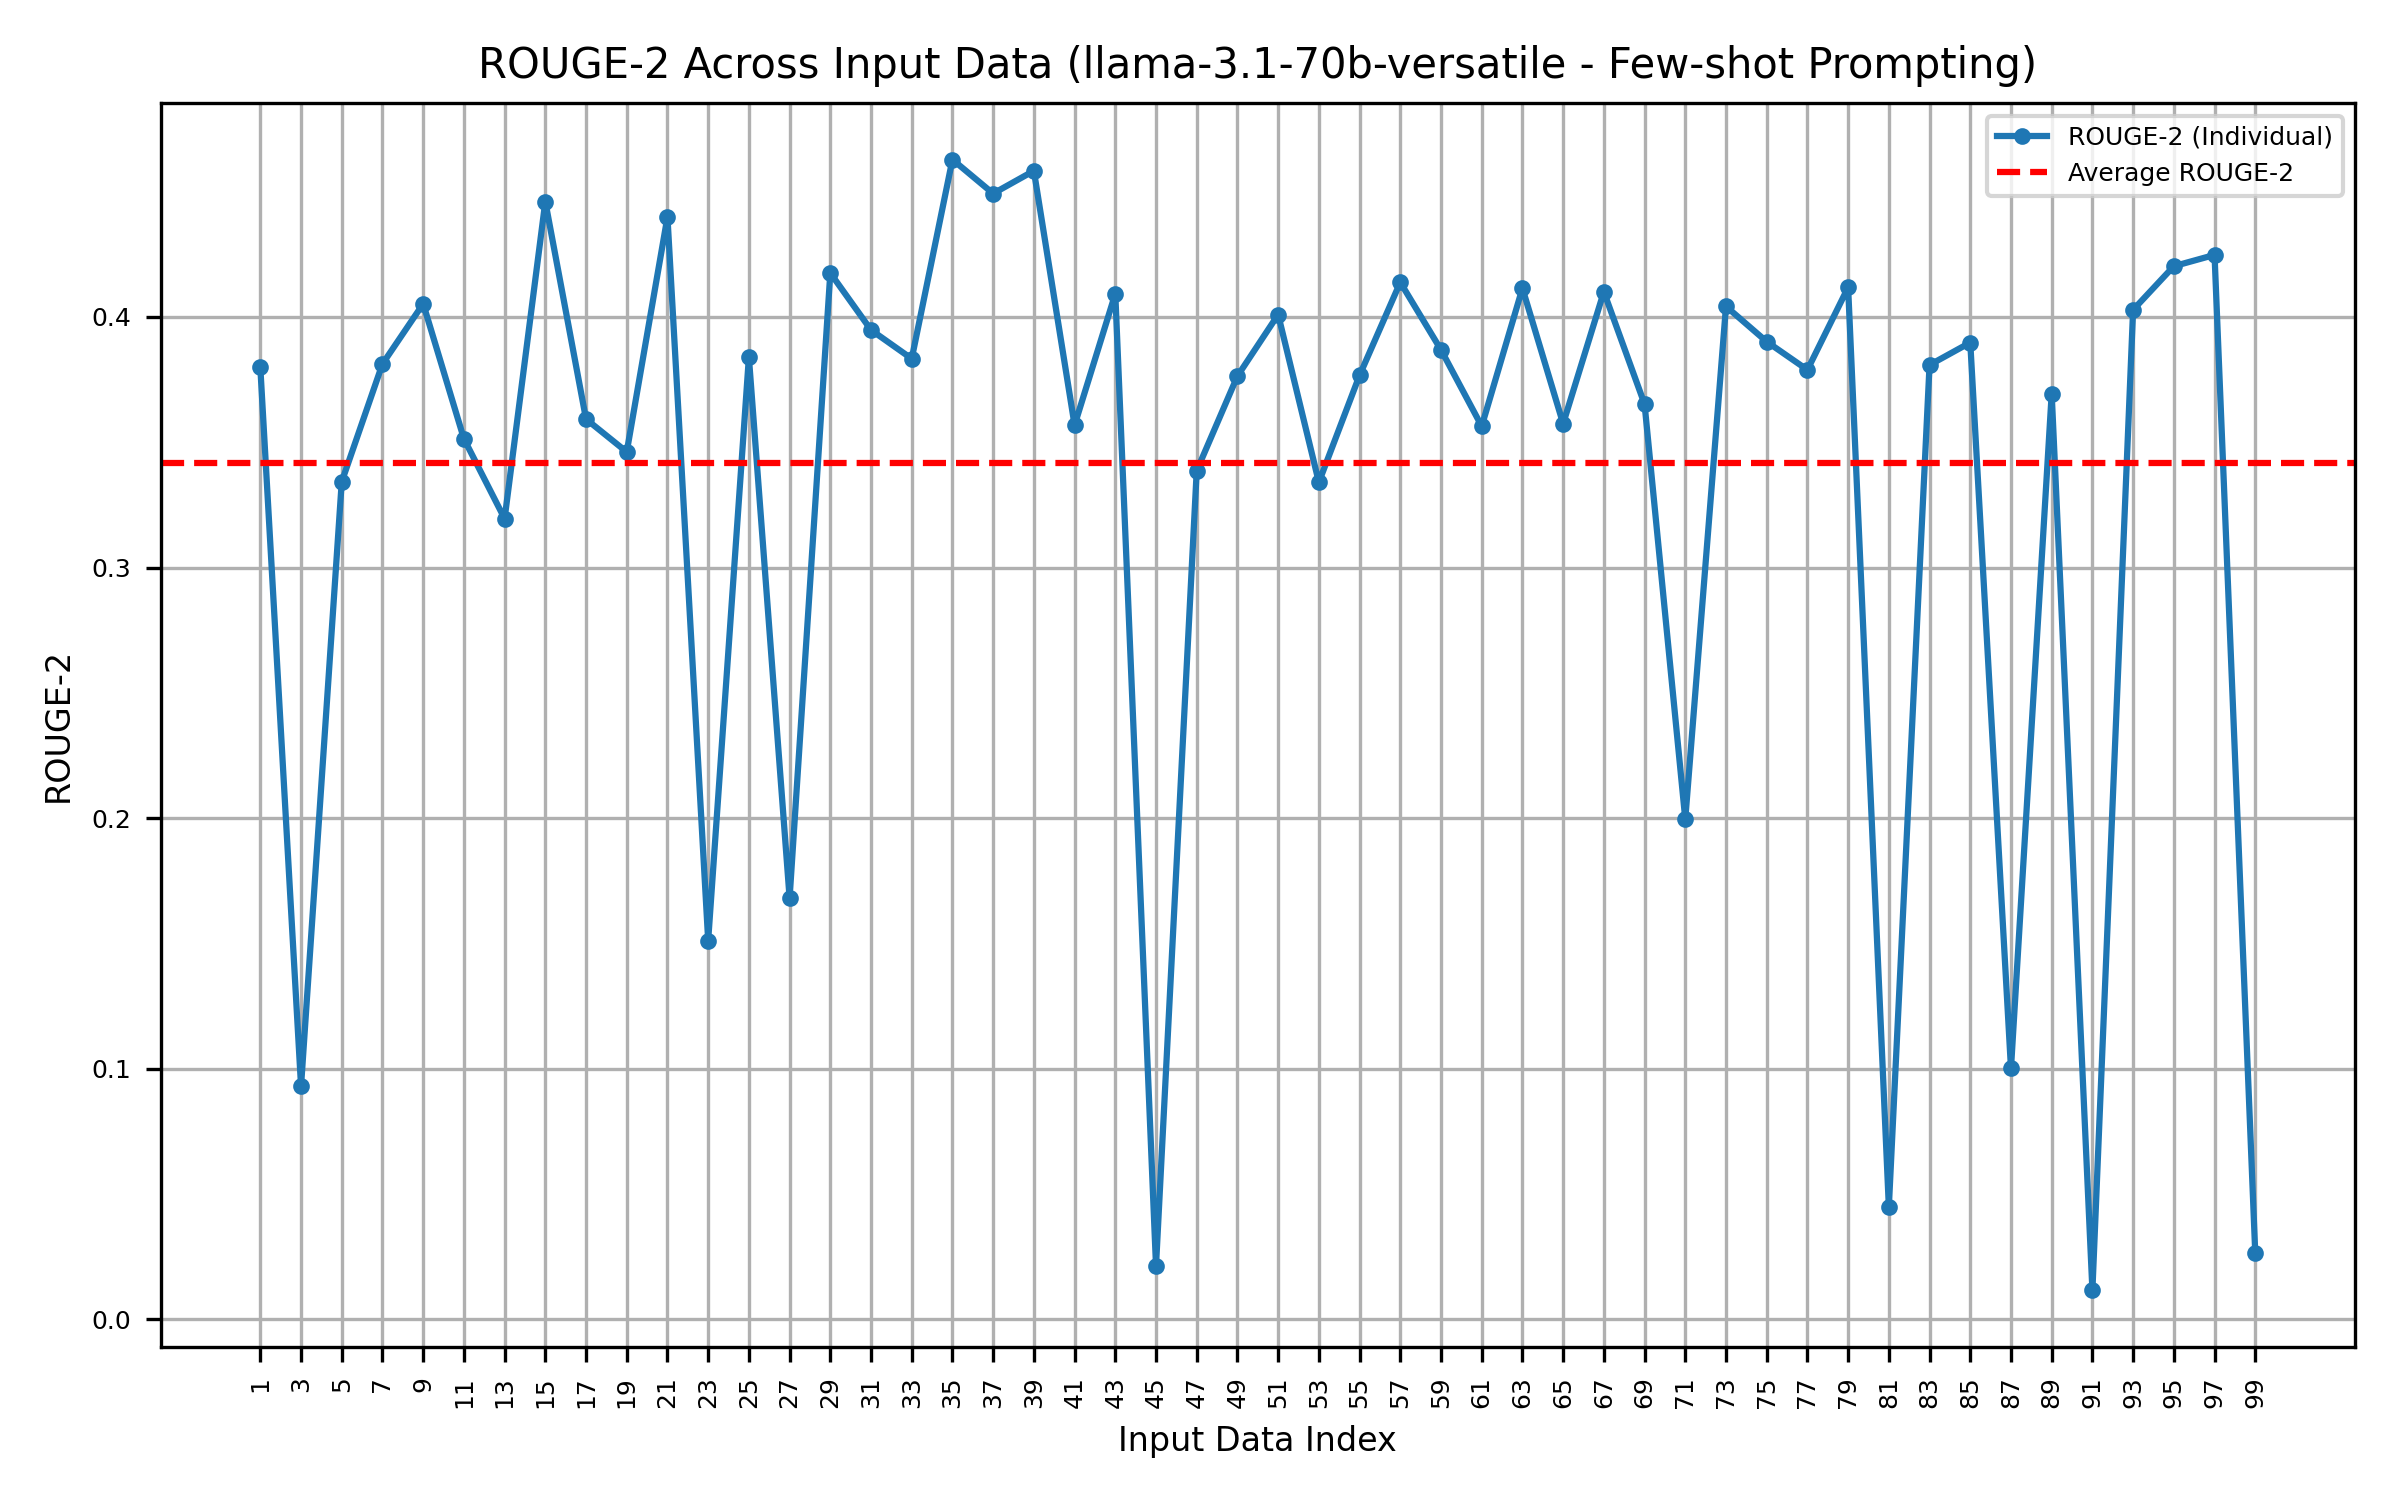 ROUGE-2 Across Input Data (llama-3.1-70b-versatile - Few-shot Prompting)
ROUGE-2 (Individual)
Average ROUGE-2
0.4
0.3
0.2
0.1
0.0
ROUGE-2
1 3 5 7 9 11 13 15 17 19 21 23 25 27 29 31 33 35 37 39 41 43 45 47 49 51 53 55 57 59 61 63 65 67 69 71 73 75 77 79 81 83 85 87 89 91 93 95 97 99
Input Data Index